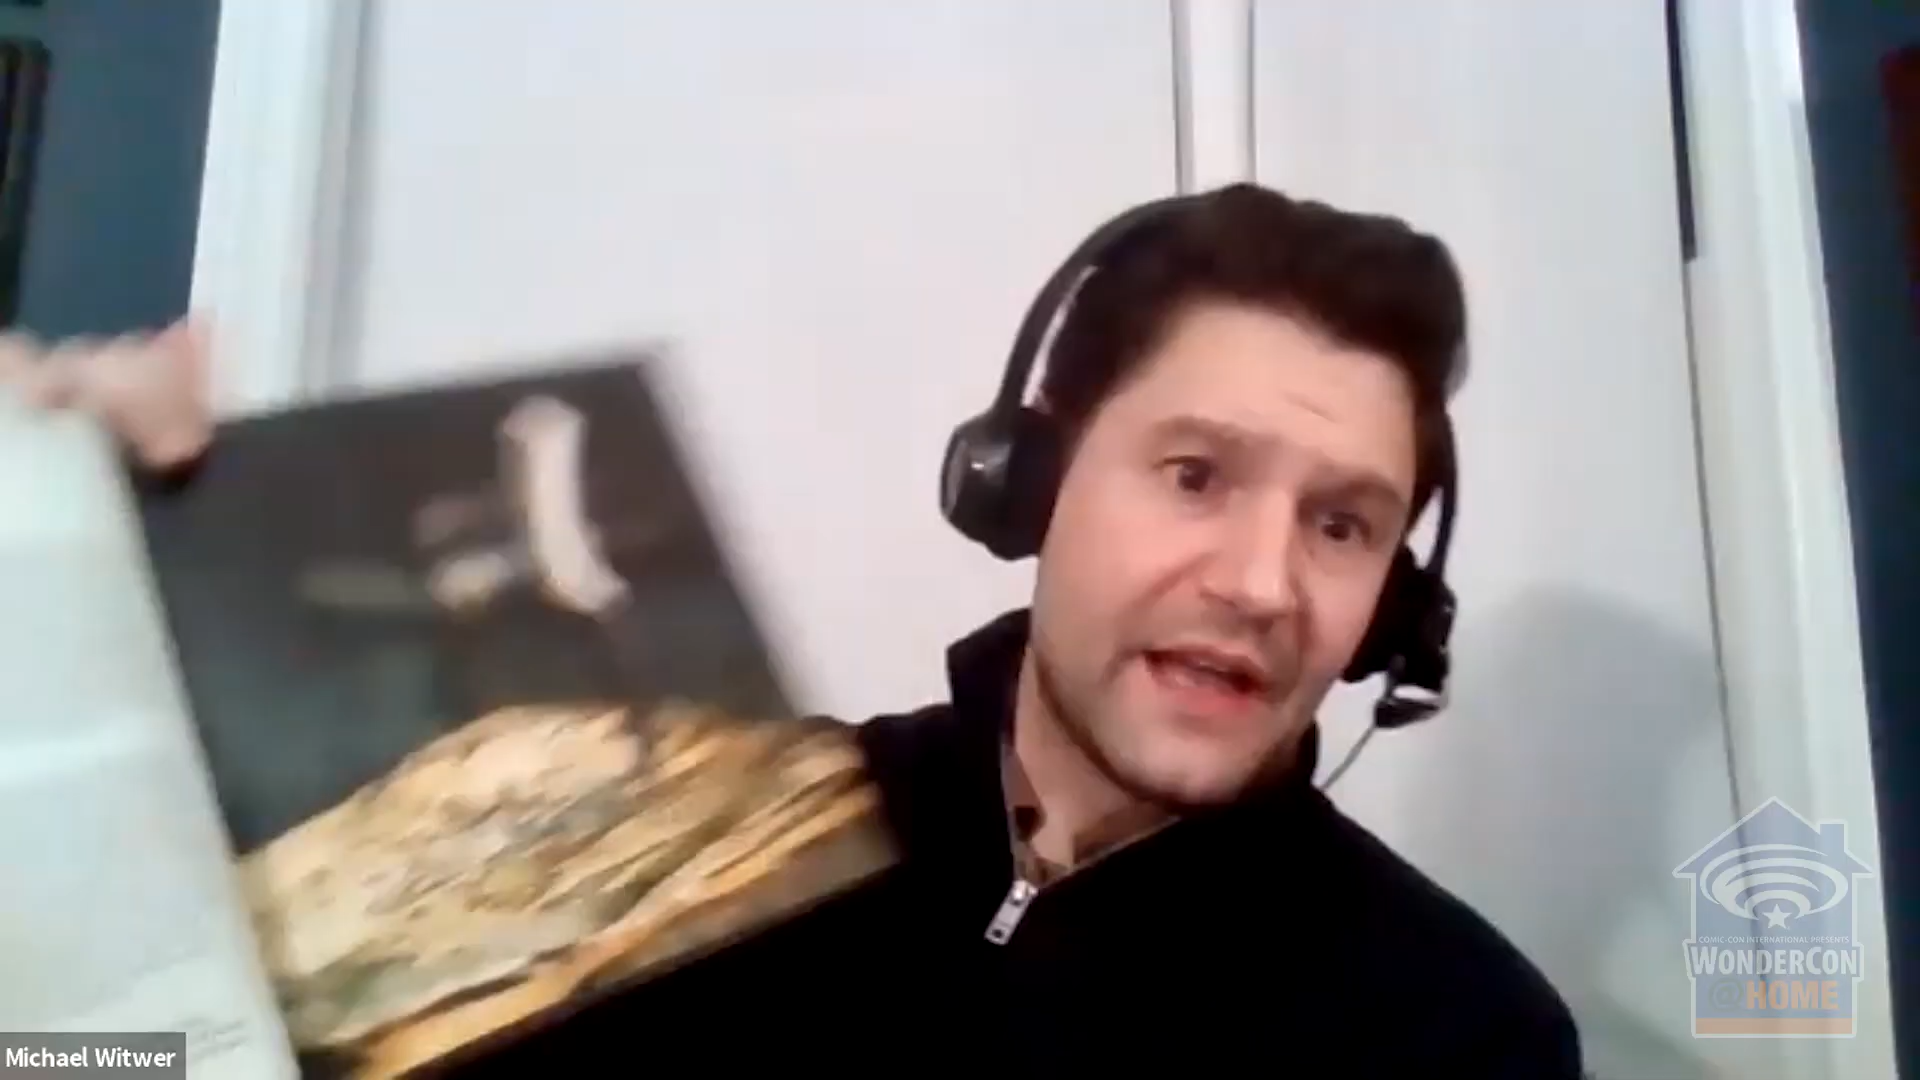 COMIC-CON INTERNATIONAL PRESENTS
WONDERCON
@HOME
Michael Witwer